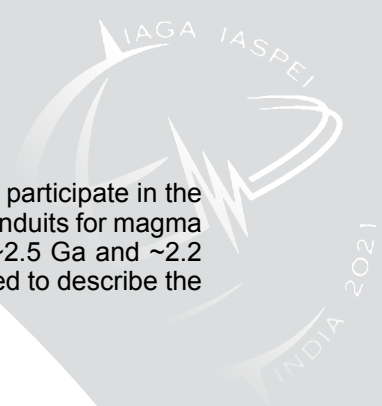 IAGA IASPEI
participate in the
nduits for magma
~2.5 Ga and ~2.2
ed to describe the
INDIA 2021